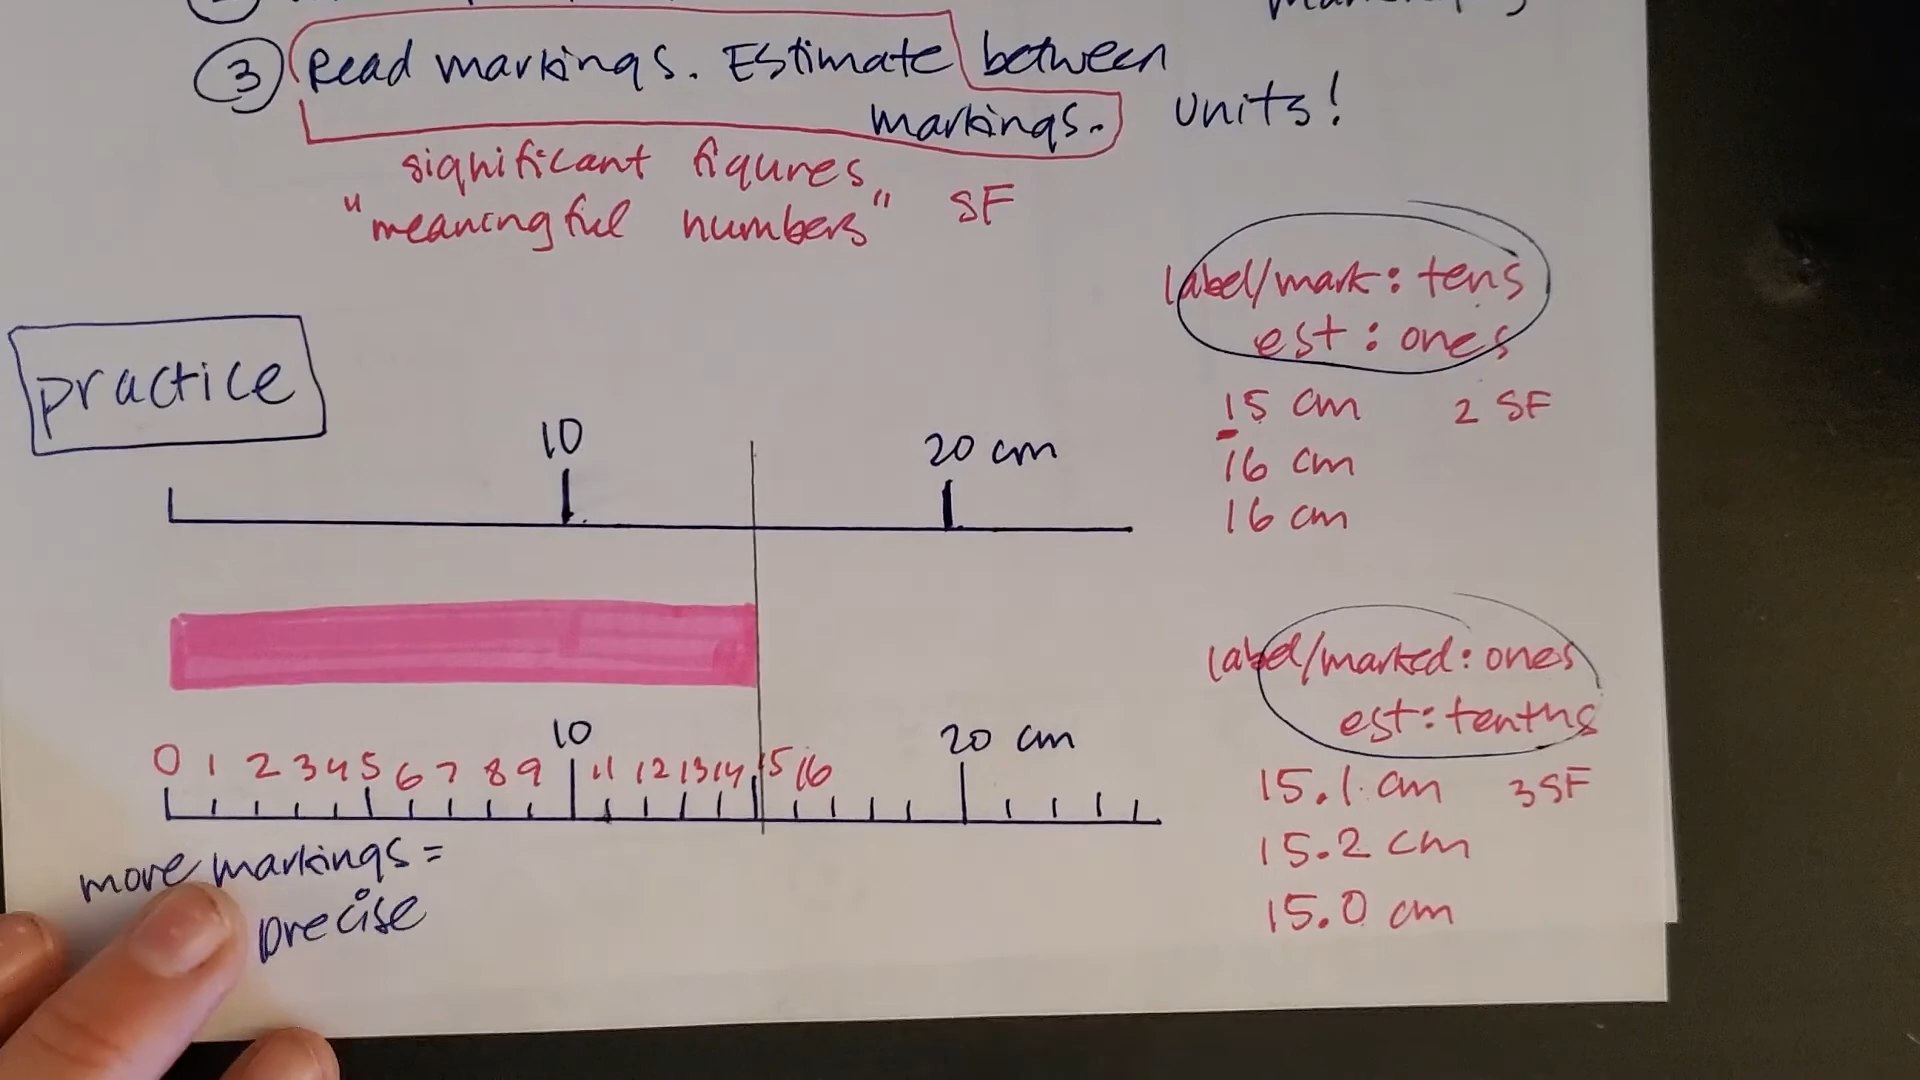 ③ Read markings. Estimate between
markings.
units!
significant figures
"meaningful numbers" SF
practice
10 20 cm
label/mark: tens
est: ones
15 cm 2 SF
16 cm
16 cm
10 20 cm
0 1 2 3 4 5 6 7 8 9 11 12 13 14 15 16
more markings =
precise
label/marked: ones
est: tenths
15.1 cm 3SF
15.2 cm
15.0 cm